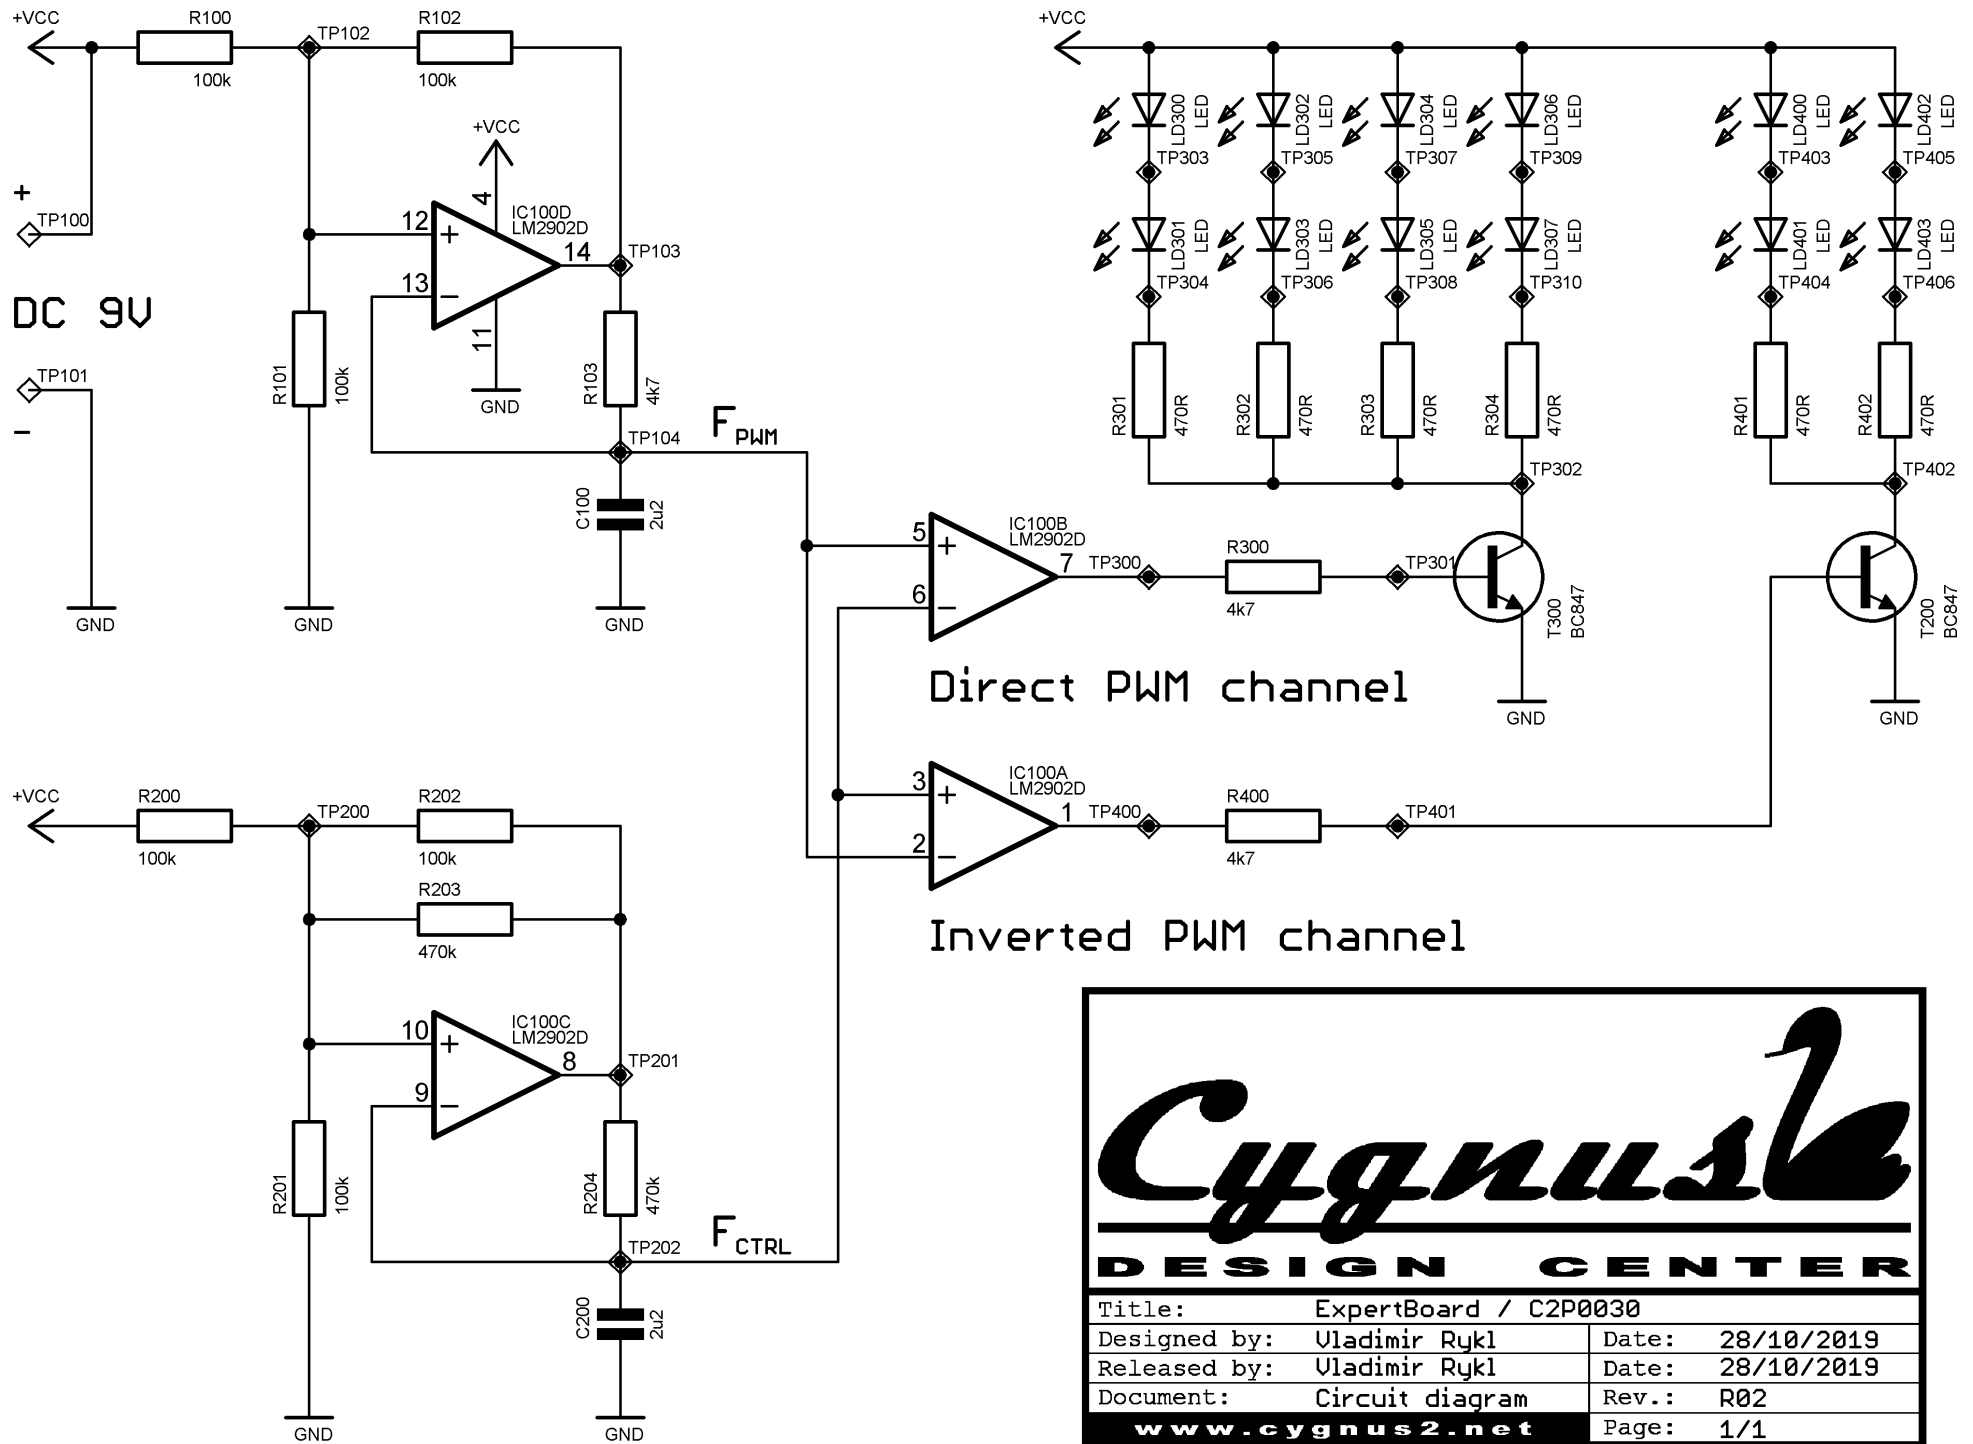 +VCC
R100
100k
TP102
R102
100k
+VCC
4
IC100D
LM2902D
12
+
13
−
14
TP103
11
GND
+
TP100
DC 9V
TP101
−
GND
R101
100k
GND
R103
4k7
TP104
C100
2u2
GND
F PWM
+VCC
LD300
LED
LD302
LED
LD304
LED
LD306
LED
LD400
LED
LD402
LED
TP303
TP305
TP307
TP309
TP403
TP405
LD301
LED
LD303
LED
LD305
LED
LD307
LED
LD401
LED
LD403
LED
TP304
TP306
TP308
TP310
TP404
TP406
R301
470R
R302
470R
R303
470R
R304
470R
R401
470R
R402
470R
TP302
TP402
5
+
6
−
IC100B
LM2902D
7
TP300
R300
4k7
TP301
T300
BC847
GND
T200
BC847
GND
Direct PWM channel
3
+
2
−
IC100A
LM2902D
1
TP400
R400
4k7
TP401
Inverted PWM channel
+VCC
R200
100k
TP200
R202
100k
R203
470k
IC100C
LM2902D
10
+
9
−
8
TP201
R201
100k
GND
R204
470k
TP202
F CTRL
C200
2u2
GND
Cygnus
DESIGN CENTER
Title: ExpertBoard / C2P0030
Designed by: Vladimir Rykl Date: 28/10/2019
Released by: Vladimir Rykl Date: 28/10/2019
Document: Circuit diagram Rev.: R02
www.cygnus2.net Page: 1/1